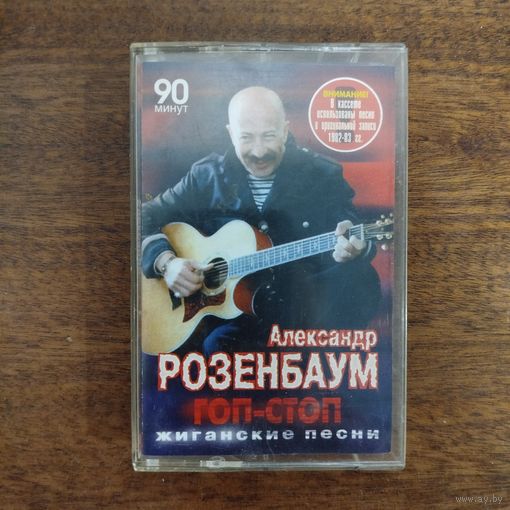 90
минут
ВНИМАНИЕ!
В кассете
использованы песни
в оригинальной записи
1982-83 гг.
Александр
РОЗЕНБАУМ
ГОП-СТОП
жиганские песни
www.ay.by